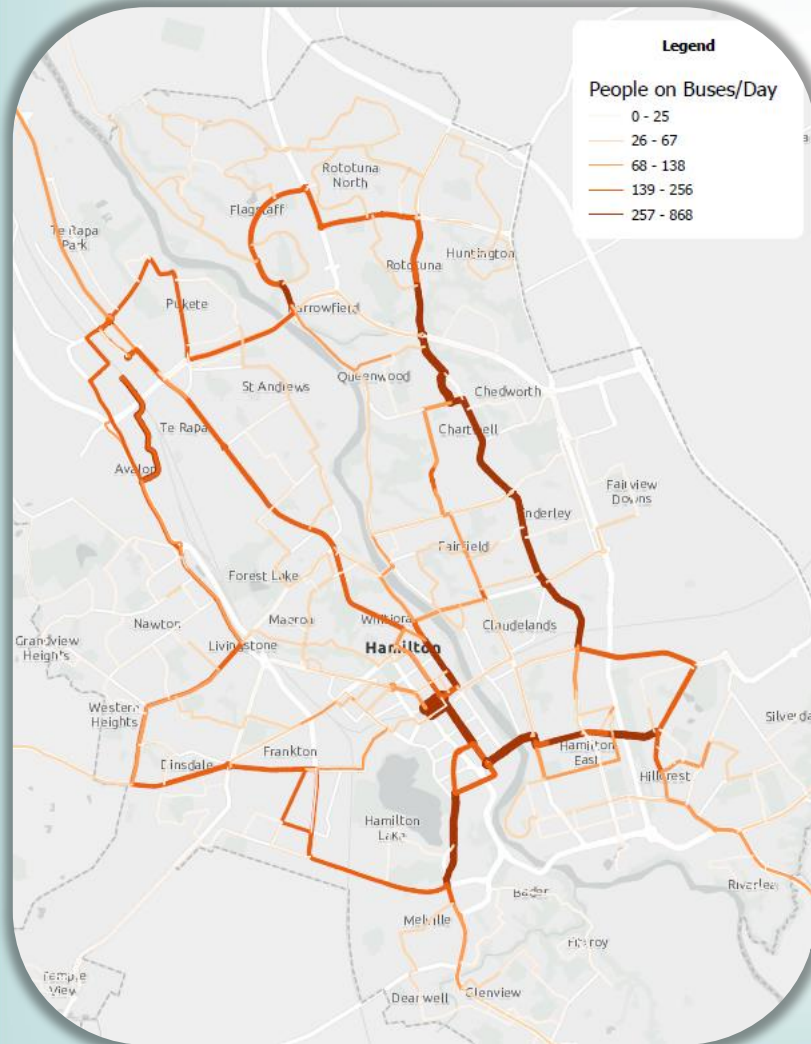 Legend
People on Buses/Day
0 - 25
26 - 67
68 - 138
139 - 256
257 - 868
Rototuna
North
Flagstaff
Te Rapa
Park
Huntington
Rototuna
Pukete
arrowfield
Queenwood
St Andrews
Chedworth
Te Rapa
Chartwell
Avalon
Fairview
Downs
Enderley
Fairfield
Forest Lake
Nawton
Maeroa
Whitiora
Claudelands
Grandview
Heights
Livingstone
Hamilton
Western
Heights
Silverda
Frankton
Dinsdale
Hamilton
East
Hillcrest
Hamilton
Lake
Riverlea
Bader
Melville
Fitzroy
Temple
View
Deanwell
Glenview